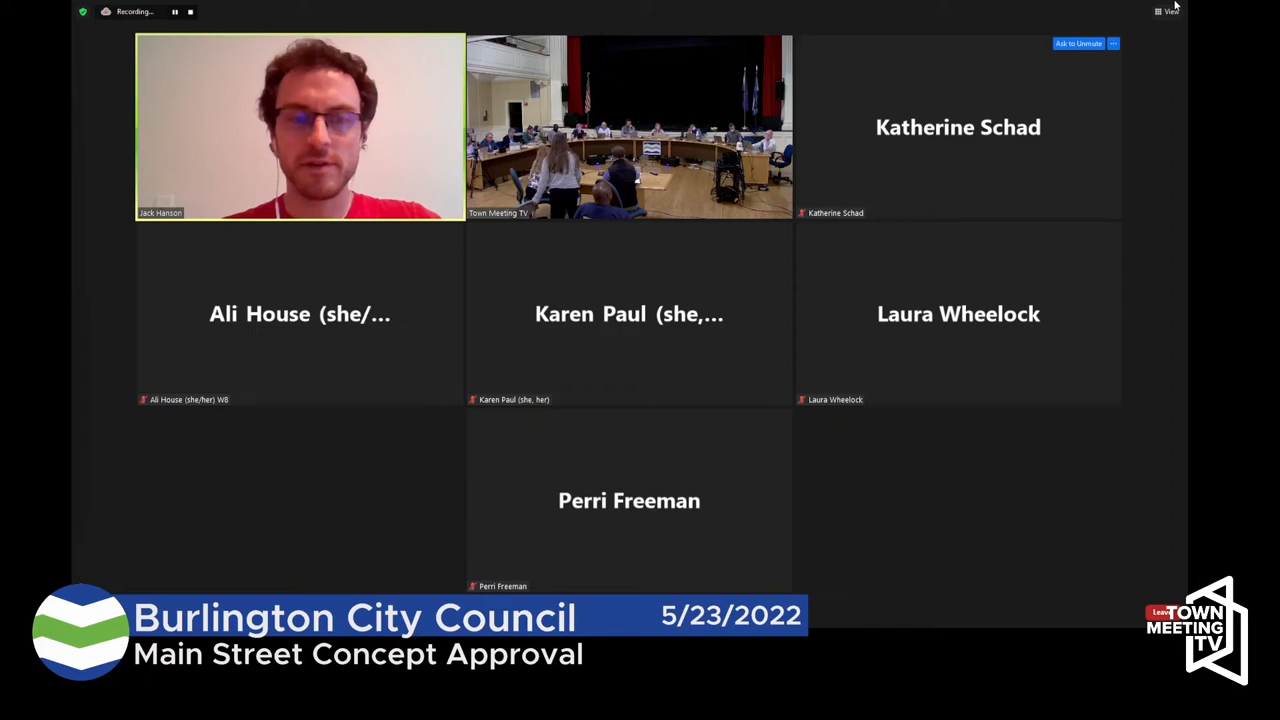 Recording...
View
Ask to Unmute
...
Katherine Schad
Jack Hanson
Town Meeting TV
Katherine Schad
Ali House (she/...
Karen Paul (she,...
Laura Wheelock
Ali House (she/her) W8
Karen Paul (she, her)
Laura Wheelock
Perri Freeman
Perri Freeman
Burlington City Council
5/23/2022
Main Street Concept Approval
Leave
TOWN
MEETING
TV